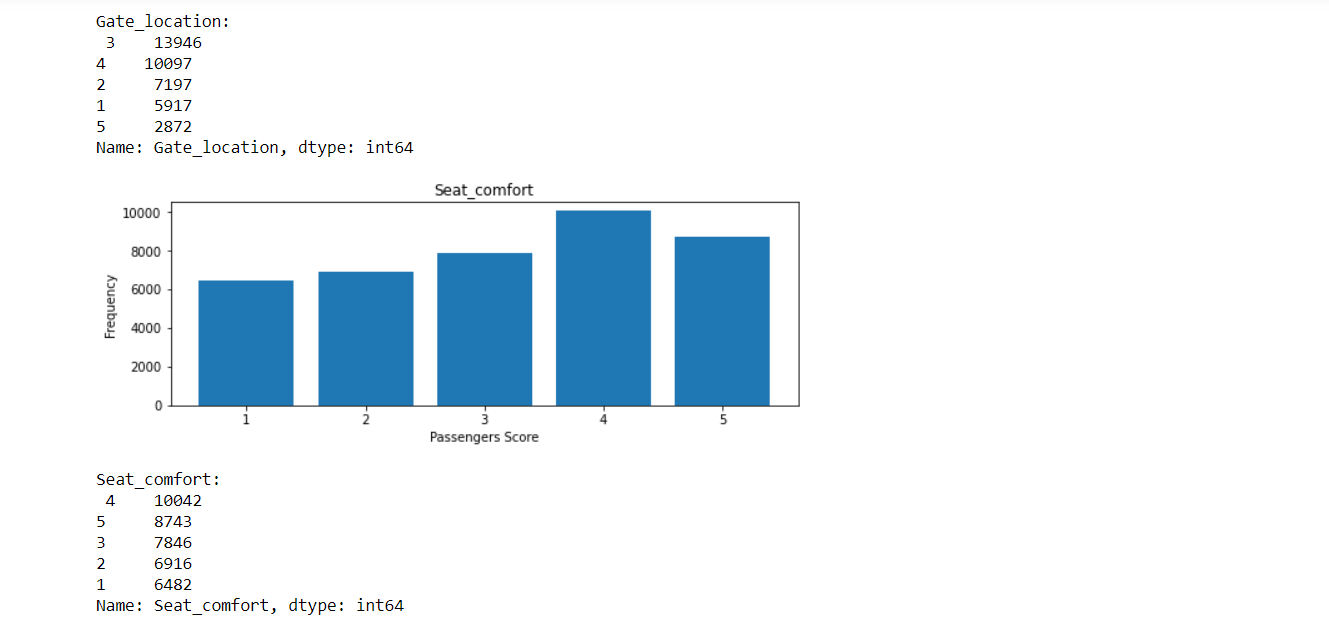 Gate_location:
 3    13946
4    10097
2     7197
1     5917
5     2872
Name: Gate_location, dtype: int64
Seat_comfort
10000
8000
6000
4000
2000
0
Frequency
1 2 3 4 5
Passengers Score
Seat_comfort:
 4    10042
5     8743
3     7846
2     6916
1     6482
Name: Seat_comfort, dtype: int64